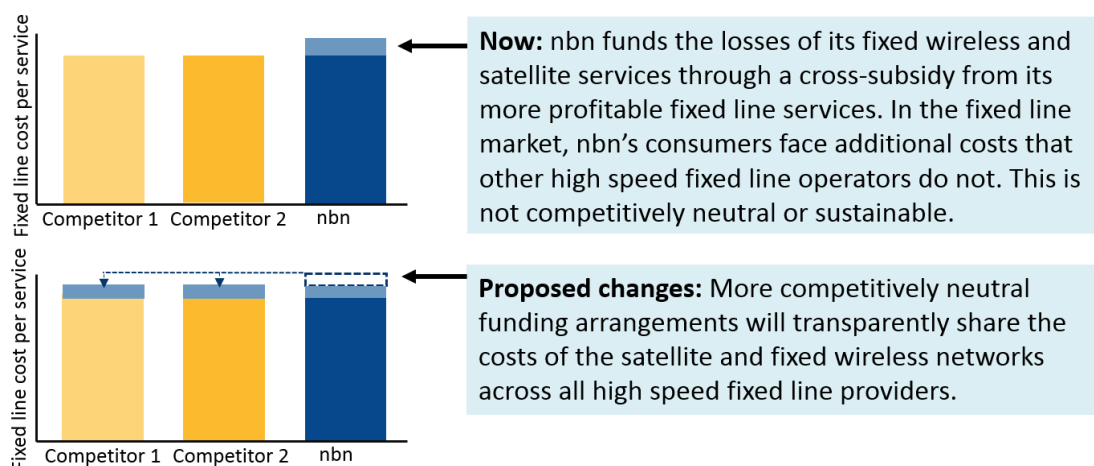 Fixed line cost per service
Competitor 1
Competitor 2
nbn
Now: nbn funds the losses of its fixed wireless and
satellite services through a cross-subsidy from its
more profitable fixed line services. In the fixed line
market, nbn’s consumers face additional costs that
other high speed fixed line operators do not. This is
not competitively neutral or sustainable.
Fixed line cost per service
Competitor 1
Competitor 2
nbn
Proposed changes: More competitively neutral
funding arrangements will transparently share the
costs of the satellite and fixed wireless networks
across all high speed fixed line providers.